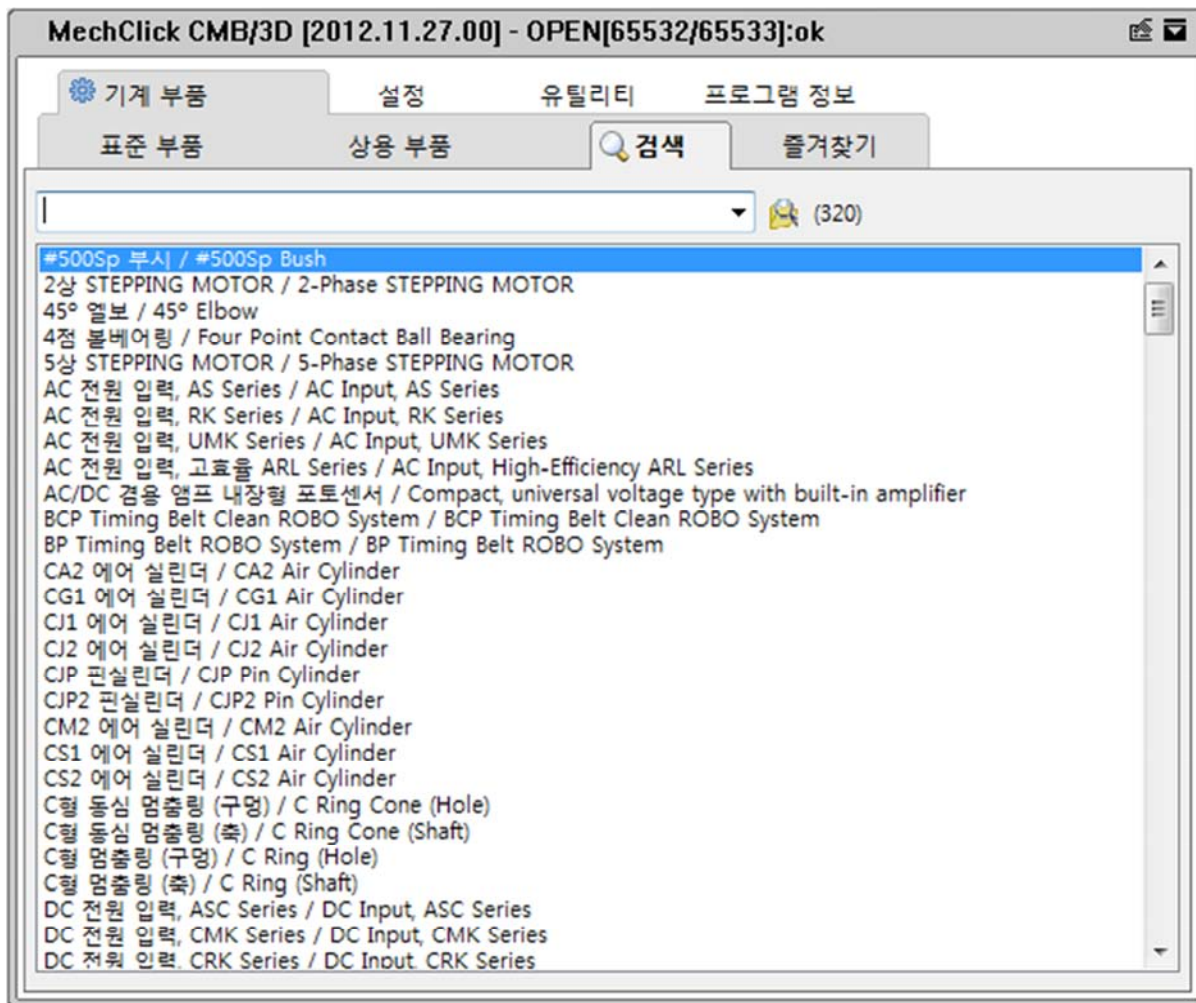 MechClick CMB/3D [2012.11.27.00] - OPEN[65532/65533]:ok
기계 부품 설정 유틸리티 프로그램 정보
표준 부품 상용 부품 검색 즐겨찾기
(320)
#500Sp 부시 / #500Sp Bush
2상 STEPPING MOTOR / 2-Phase STEPPING MOTOR
45° 엘보 / 45° Elbow
4점 볼베어링 / Four Point Contact Ball Bearing
5상 STEPPING MOTOR / 5-Phase STEPPING MOTOR
AC 전원 입력, AS Series / AC Input, AS Series
AC 전원 입력, RK Series / AC Input, RK Series
AC 전원 입력, UMK Series / AC Input, UMK Series
AC 전원 입력, 고효율 ARL Series / AC Input, High-Efficiency ARL Series
AC/DC 겸용 앰프 내장형 포토센서 / Compact, universal voltage type with built-in amplifier
BCP Timing Belt Clean ROBO System / BCP Timing Belt Clean ROBO System
BP Timing Belt ROBO System / BP Timing Belt ROBO System
CA2 에어 실린더 / CA2 Air Cylinder
CG1 에어 실린더 / CG1 Air Cylinder
CJ1 에어 실린더 / CJ1 Air Cylinder
CJ2 에어 실린더 / CJ2 Air Cylinder
CJP 핀실린더 / CJP Pin Cylinder
CJP2 핀실린더 / CJP2 Pin Cylinder
CM2 에어 실린더 / CM2 Air Cylinder
CS1 에어 실린더 / CS1 Air Cylinder
CS2 에어 실린더 / CS2 Air Cylinder
C형 동심 멈춤링 (구멍) / C Ring Cone (Hole)
C형 동심 멈춤링 (축) / C Ring Cone (Shaft)
C형 멈춤링 (구멍) / C Ring (Hole)
C형 멈춤링 (축) / C Ring (Shaft)
DC 전원 입력, ASC Series / DC Input, ASC Series
DC 전원 입력, CMK Series / DC Input, CMK Series
DC 전원 입력, CRK Series / DC Input, CRK Series